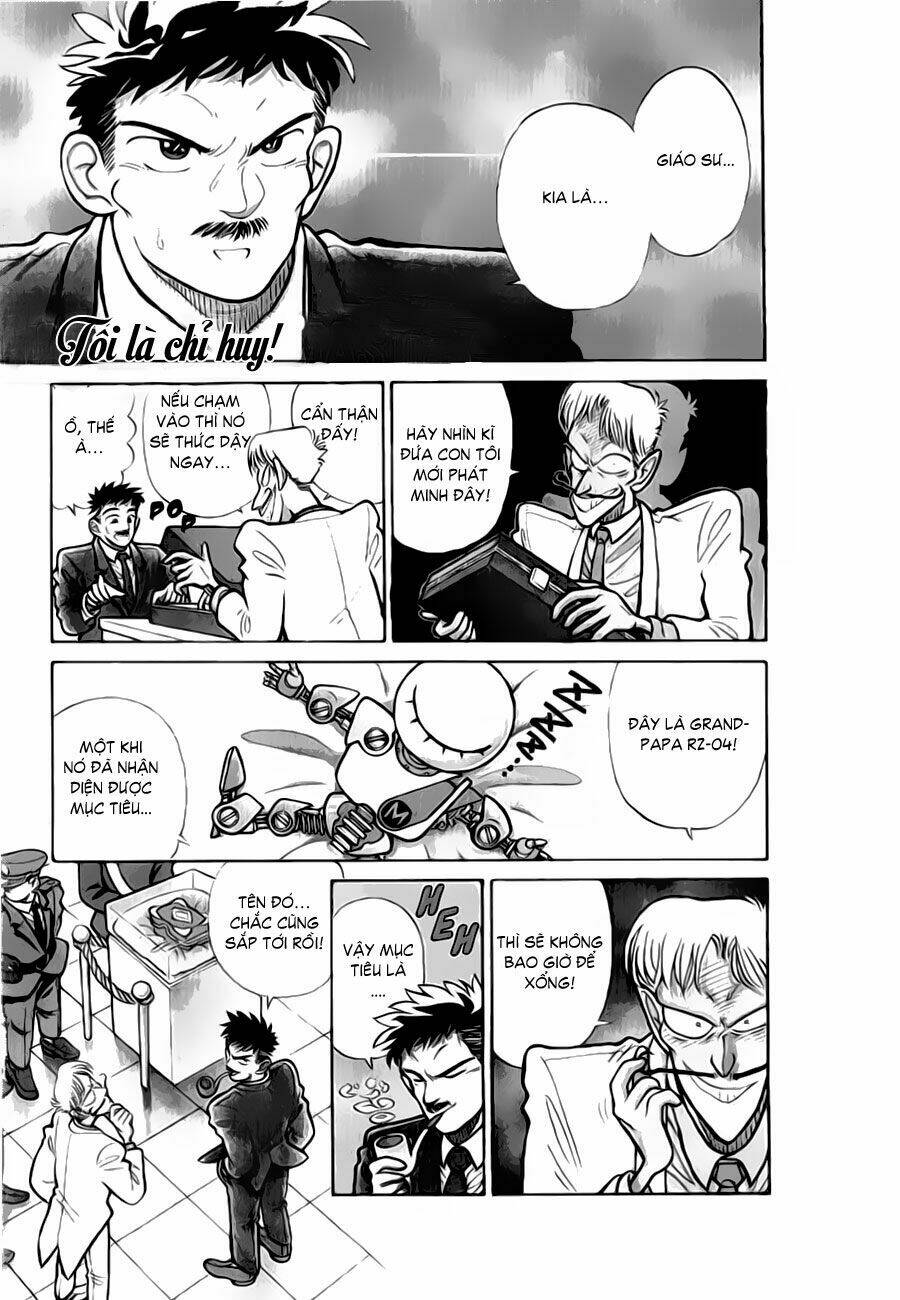 GIÁO SƯ...
KIA LÀ...
Tôi là chỉ huy!
HÃY NHÌN KĨ
ĐỨA CON TÔI
MỚI PHÁT
MINH ĐÂY!
CẨN THẬN
ĐẤY!
NẾU CHẠM
VÀO THÌ NÓ
SẼ THỨC DẬY
NGAY...
Ồ, THẾ
À...
POP
ĐÂY LÀ GRAND-
PAPA RZ-04!
MỘT KHI
NÓ ĐÃ NHẬN
DIỆN ĐƯỢC
MỤC TIÊU...
THÌ SẼ KHÔNG
BAO GIỜ ĐỂ
XỔNG!
HEH
VẬY MỤC
TIÊU LÀ
....
TÊN ĐÓ...
CHẮC CŨNG
SẮP TỚI RỒI!